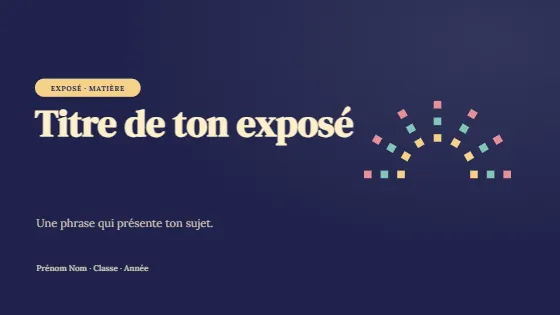 EXPOSÉ · MATIÈRE
Titre de ton exposé
Une phrase qui présente ton sujet.
Prénom Nom · Classe · Année